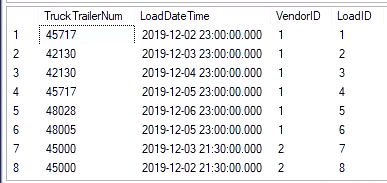 TruckTrailerNum LoadDateTime VendorID LoadID
1 45717 2019-12-02 23:00:00.000 1 1
2 42130 2019-12-03 23:00:00.000 1 2
3 42130 2019-12-04 23:00:00.000 1 3
4 45717 2019-12-05 23:00:00.000 1 4
5 48028 2019-12-06 23:00:00.000 1 5
6 48005 2019-12-05 23:00:00.000 1 6
7 45000 2019-12-03 21:30:00.000 2 7
8 45000 2019-12-02 21:30:00.000 2 8